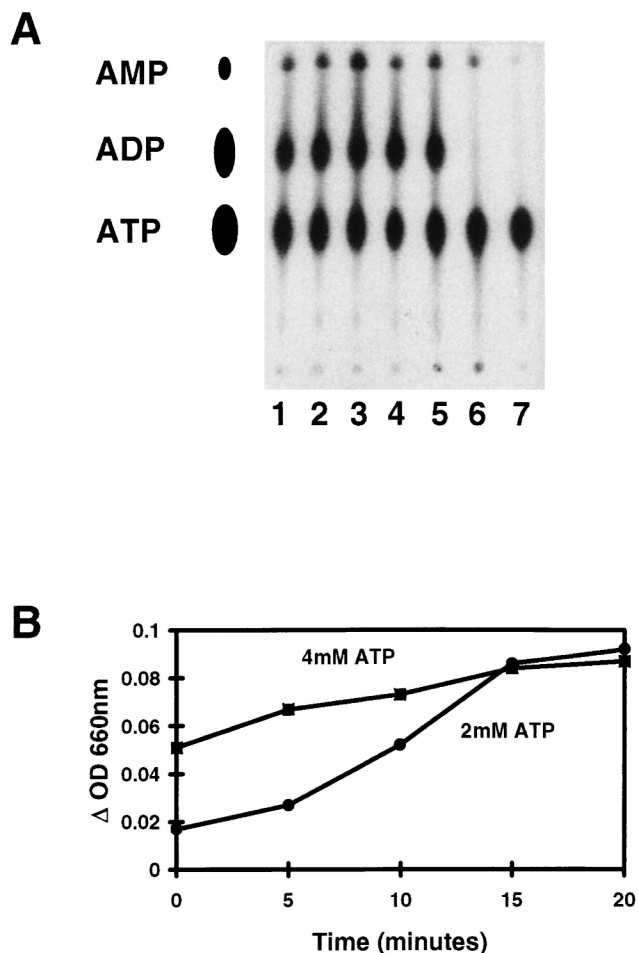 A
AMP
ADP
ATP
1 2 3 4 5 6 7
B
0.1
0.08
0.06
0.04
0.02
0
Δ OD 660nm
4mM ATP
2mM ATP
0 5 10 15 20
Time (minutes)